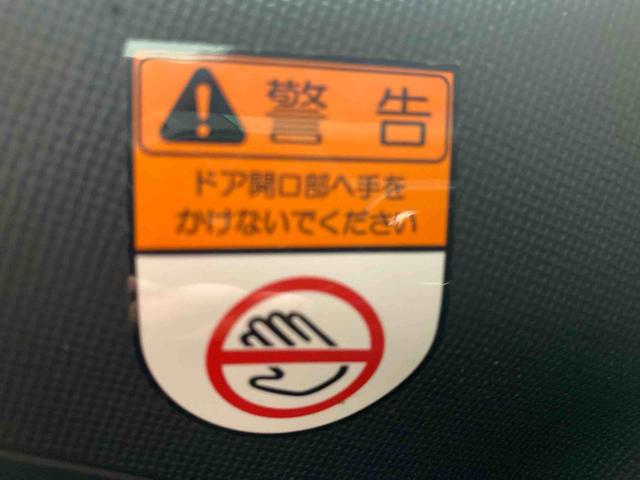 警告
ドア開口部へ手を
かけないでください